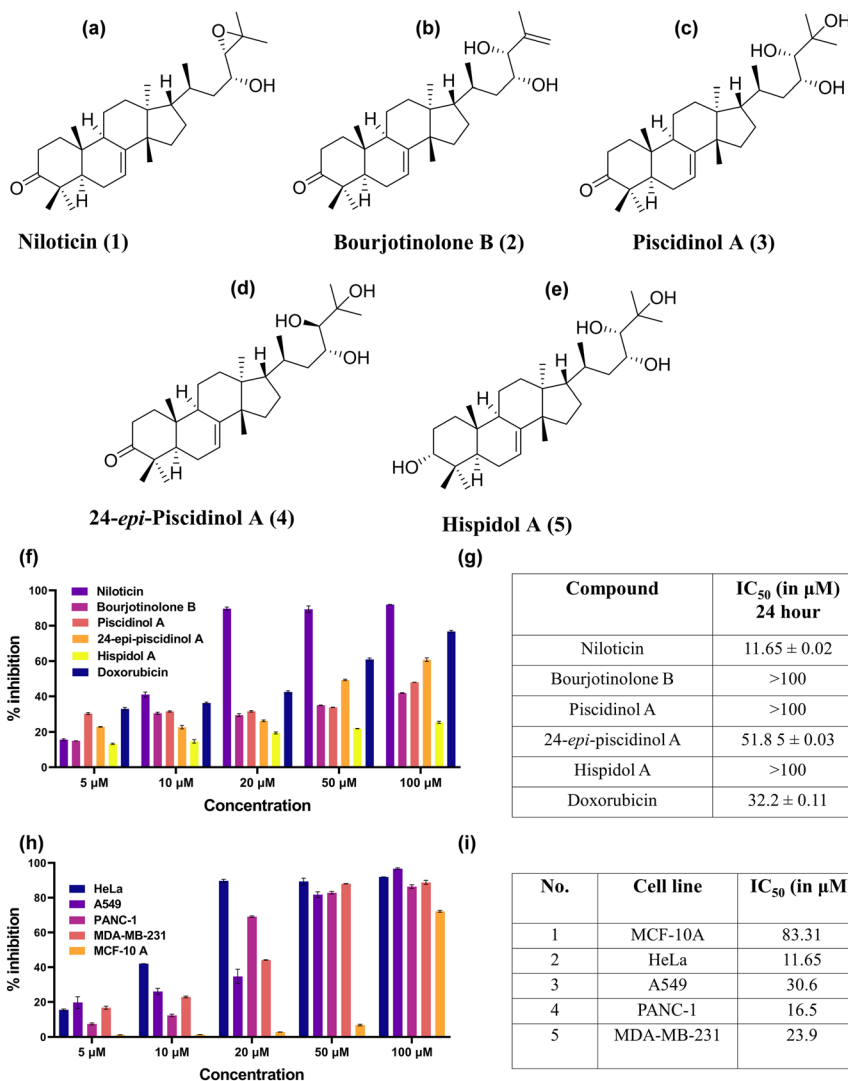 (a)
(b)
(c)
O
OH
H
H
O
H
Niloticin (1)
HO
OH
H
H
O
H
Bourjotinolone B (2)
OH
HO
OH
H
H
O
H
Piscidinol A (3)
(d)
(e)
OH
HO
OH
H
H
O
H
24-epi-Piscidinol A (4)
OH
HO
OH
H
H
HO
H
Hispidol A (5)
(f)
% inhibition
100
80
60
40
20
0
Niloticin
Bourjotinolone B
Piscidinol A
24-epi-piscidinol A
Hispidol A
Doxorubicin
5 µM 10 µM 20 µM 50 µM 100 µM
Concentration
(g)
Compound IC50 (in µM) 24 hour
Niloticin 11.65 ± 0.02
Bourjotinolone B >100
Piscidinol A >100
24-epi-piscidinol A 51.8 5 ± 0.03
Hispidol A >100
Doxorubicin 32.2 ± 0.11
(h)
% inhibition
100
80
60
40
20
0
HeLa
A549
PANC-1
MDA-MB-231
MCF-10 A
5 µM 10 µM 20 µM 50 µM 100 µM
Concentration
(i)
No. Cell line IC50 (in µM
1 MCF-10A 83.31
2 HeLa 11.65
3 A549 30.6
4 PANC-1 16.5
5 MDA-MB-231 23.9